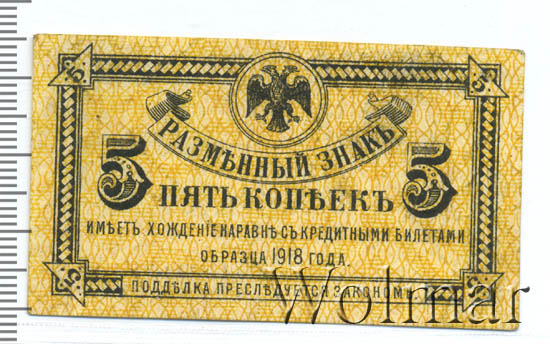 5 5
РАЗМѢННЫЙ ЗНАКЪ
5 5
ПЯТЬ КОПѢЕКЪ
ИМѢЕТЪ ХОЖДЕНІЕ НАРАВНѢ СЪ КРЕДИТНЫМИ БИЛЕТАМИ
ОБРАЗЦА 1918 ГОДА.
5 5
ПОДДѢЛКА ПРЕСЛѢДУЕТСЯ ЗАКОНОМЪ.
Wolmar